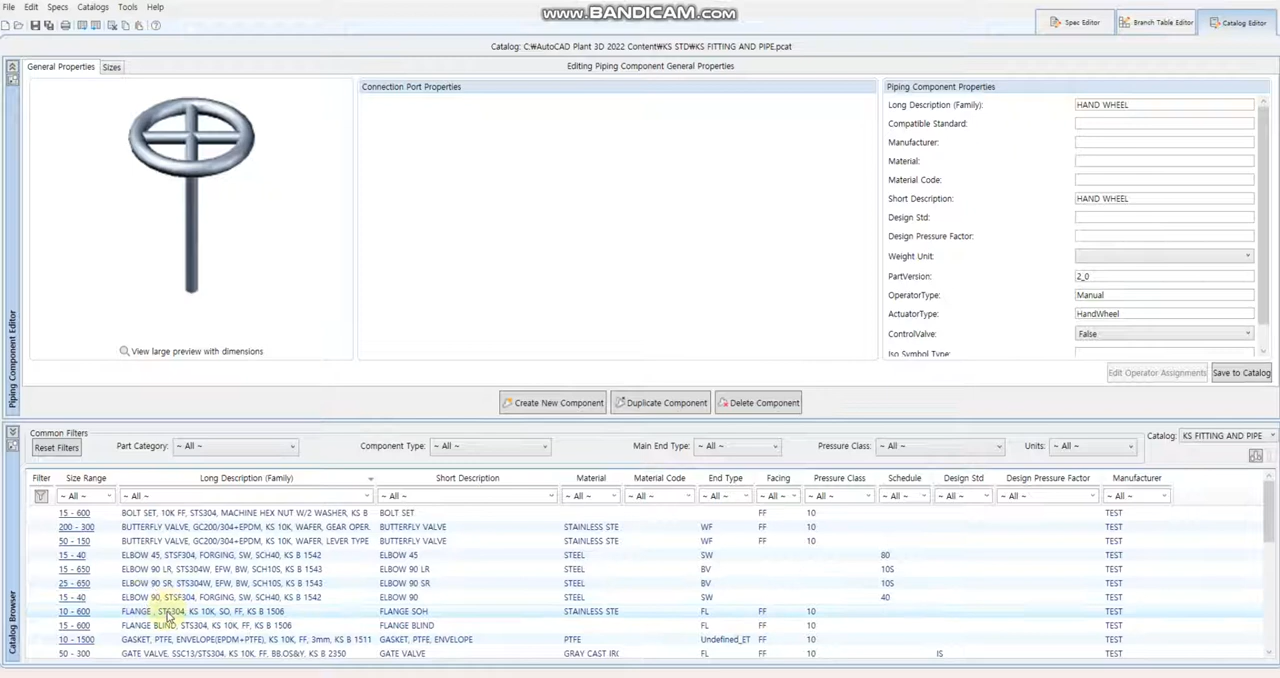 www.BANDICAM.com
File Edit Specs Catalogs Tools Help
Spec Editor Branch Table Editor Catalog Editor
Catalog: C:₩AutoCAD Plant 3D 2022 Content₩KS STD₩KS FITTING AND PIPE.pcat
General Properties Sizes
Editing Piping Component General Properties
Connection Port Properties
Piping Component Properties
Long Description (Family): HAND WHEEL
Compatible Standard:
Manufacturer:
Material:
Material Code:
Short Description: HAND WHEEL
Design Std:
Design Pressure Factor:
Weight Unit:
PartVersion: 2_0
OperatorType: Manual
ActuatorType: HandWheel
ControlValve: False
Iso Symbol Type:
View large preview with dimensions
Edit Operator Assignments Save to Catalog
Piping Component Editor
Create New Component Duplicate Component Delete Component
Common Filters
Reset Filters Part Category: ~ All ~ Component Type: ~ All ~ Main End Type: ~ All ~ Pressure Class: ~ All ~ Units: ~ All ~ Catalog: KS FITTING AND PIPE
Filter Size Range Long Description (Family) Short Description Material Material Code End Type Facing Pressure Class Schedule Design Std Design Pressure Factor Manufacturer
~ All ~ ~ All ~ ~ All ~ ~ All ~ ~ All ~ ~ All ~ ~ All ~ ~ All ~ ~ All ~ ~ All ~ ~ All ~ ~ All ~
15 - 600 BOLT SET, 10K FF, STS304, MACHINE HEX NUT W/2 WASHER, KS B BOLT SET FF 10 TEST
200 - 300 BUTTERFLY VALVE, GC200/304+EPDM, KS 10K, WAFER, GEAR OPER. BUTTERFLY VALVE STAINLESS STE WF FF 10 TEST
50 - 150 BUTTERFLY VALVE, GC200/304+EPDM, KS 10K, WAFER, LEVER TYPE BUTTERFLY VALVE STAINLESS STE WF FF 10 TEST
15 - 40 ELBOW 45, STSF304, FORGING, SW, SCH40, KS B 1542 ELBOW 45 STEEL SW 80 TEST
15 - 650 ELBOW 90 LR, STS304W, EFW, BW, SCH10S, KS B 1543 ELBOW 90 LR STEEL BV 10S TEST
25 - 650 ELBOW 90 SR, STS304W, EFW, BW, SCH10S, KS B 1543 ELBOW 90 SR STEEL BV 10S TEST
15 - 40 ELBOW 90, STSF304, FORGING, SW, SCH40, KS B 1542 ELBOW 90 STEEL SW 40 TEST
10 - 600 FLANGE , STS304, KS 10K, SO, FF, KS B 1506 FLANGE SOH STAINLESS STE FL FF 10 TEST
15 - 600 FLANGE BLIND, STS304, KS 10K, FF, KS B 1506 FLANGE BLIND FL FF 10 TEST
10 - 1500 GASKET, PTFE, ENVELOPE(EPDM+PTFE), KS 10K, FF, 3mm, KS B 1511 GASKET, PTFE, ENVELOPE PTFE Undefined_ET FF 10 TEST
50 - 300 GATE VALVE, SSC13/STS304, KS 10K, FF, BB.OS&Y, KS B 2350 GATE VALVE GRAY CAST IRC FL FF 10 IS TEST
Catalog Browser